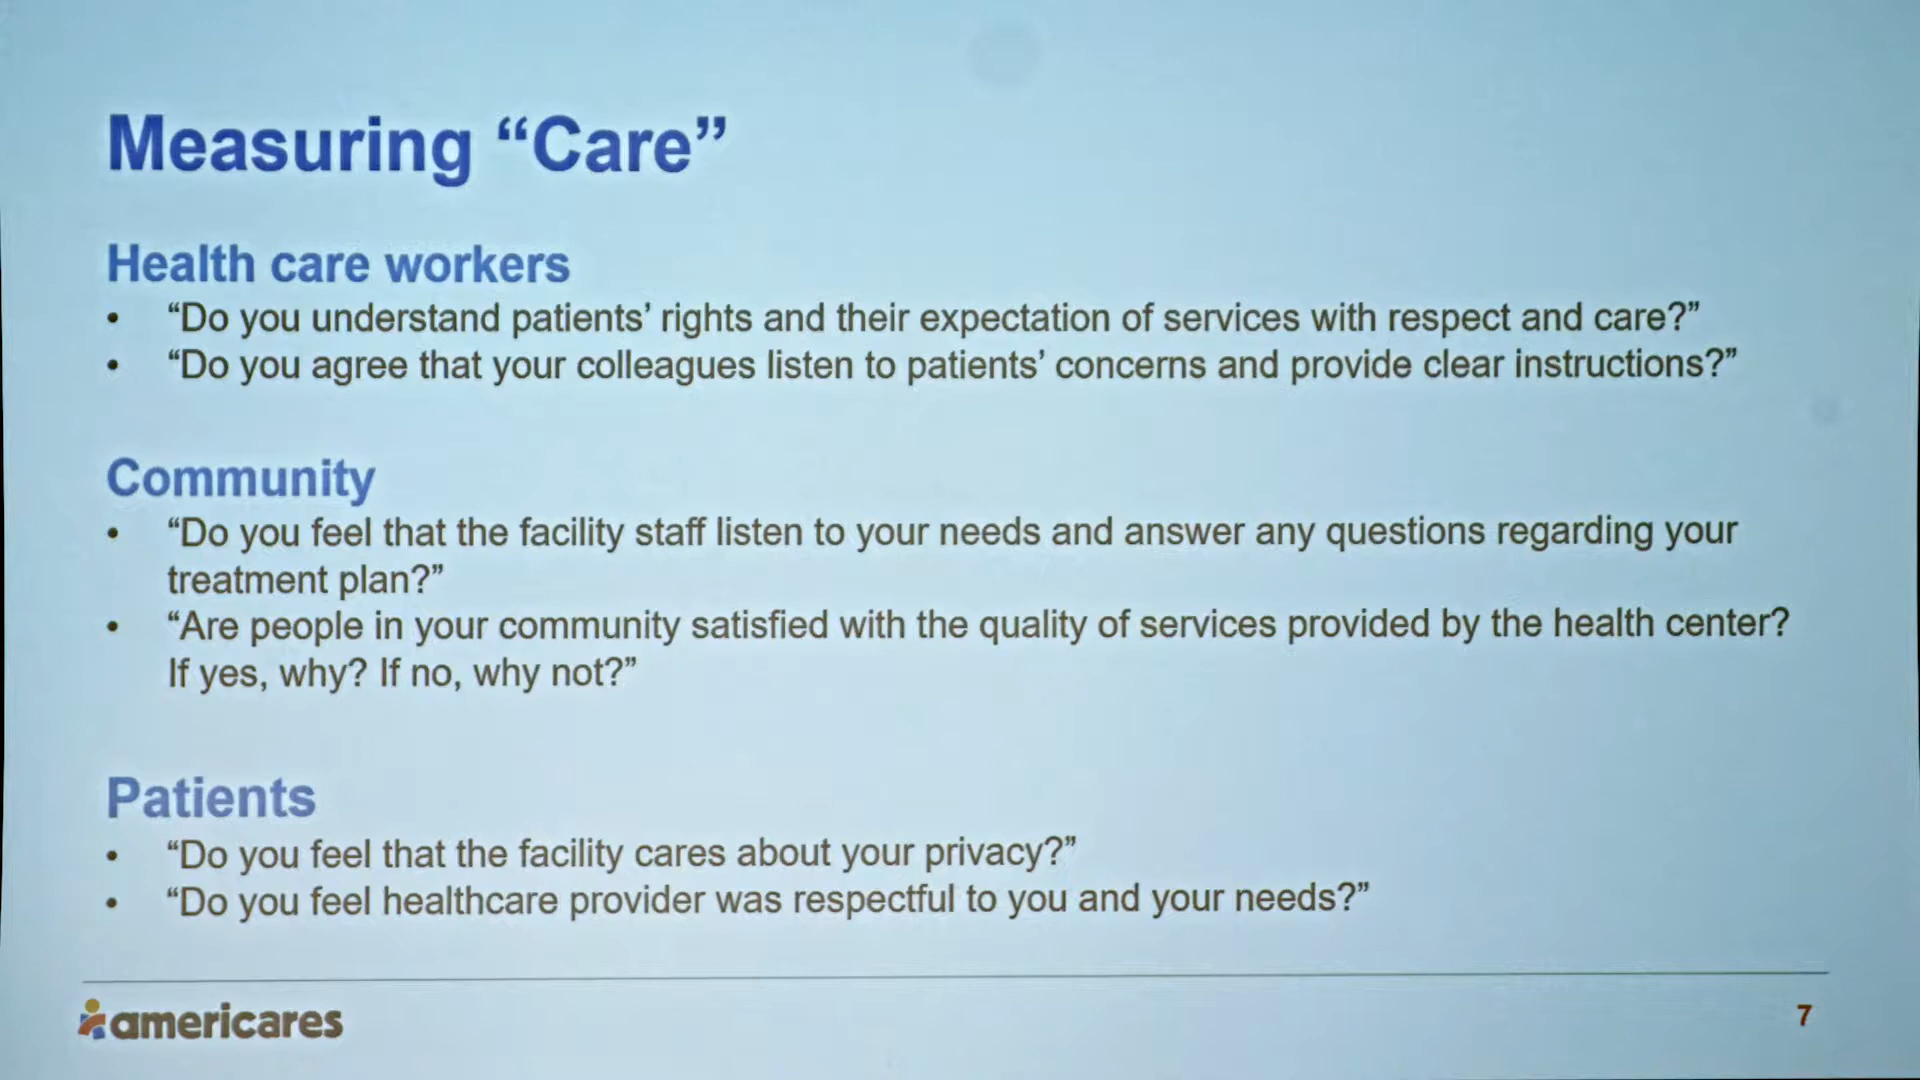 Measuring “Care”
Health care workers
• “Do you understand patients’ rights and their expectation of services with respect and care?”
• “Do you agree that your colleagues listen to patients’ concerns and provide clear instructions?”
Community
• “Do you feel that the facility staff listen to your needs and answer any questions regarding your
treatment plan?”
• “Are people in your community satisfied with the quality of services provided by the health center?
If yes, why? If no, why not?”
Patients
• “Do you feel that the facility cares about your privacy?”
• “Do you feel healthcare provider was respectful to you and your needs?”
americares
7